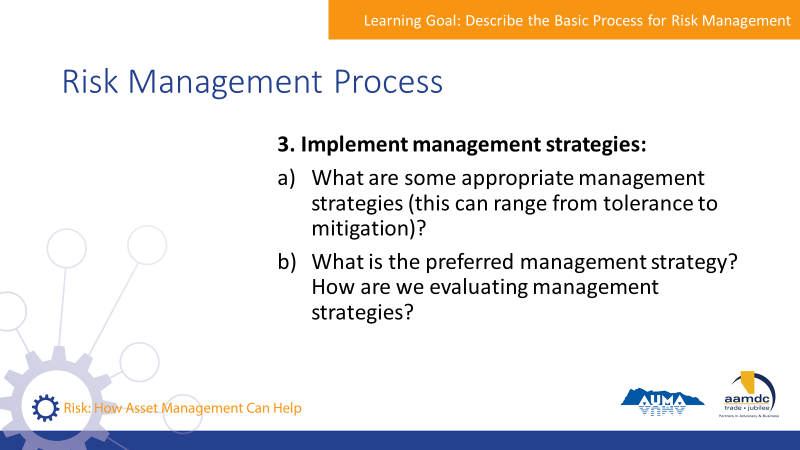 Learning Goal: Describe the Basic Process for Risk Management
Risk Management Process
3. Implement management strategies:
a) What are some appropriate management
strategies (this can range from tolerance to
mitigation)?
b) What is the preferred management strategy?
How are we evaluating management
strategies?
Risk: How Asset Management Can Help
AUMA
aamdc
trade • jubilee
Partners in Advocacy & Business